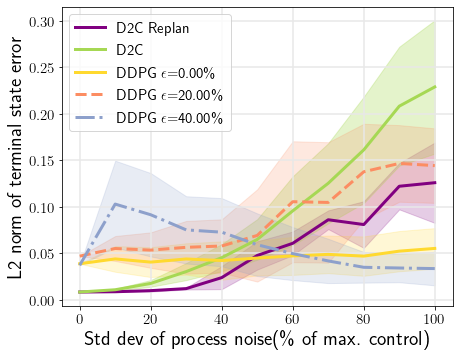 D2C Replan
D2C
DDPG ϵ=0.00%
DDPG ϵ=20.00%
DDPG ϵ=40.00%
0.30
0.25
0.20
0.15
0.10
0.05
0.00
L2 norm of terminal state error
0 20 40 60 80 100
Std dev of process noise(% of max. control)